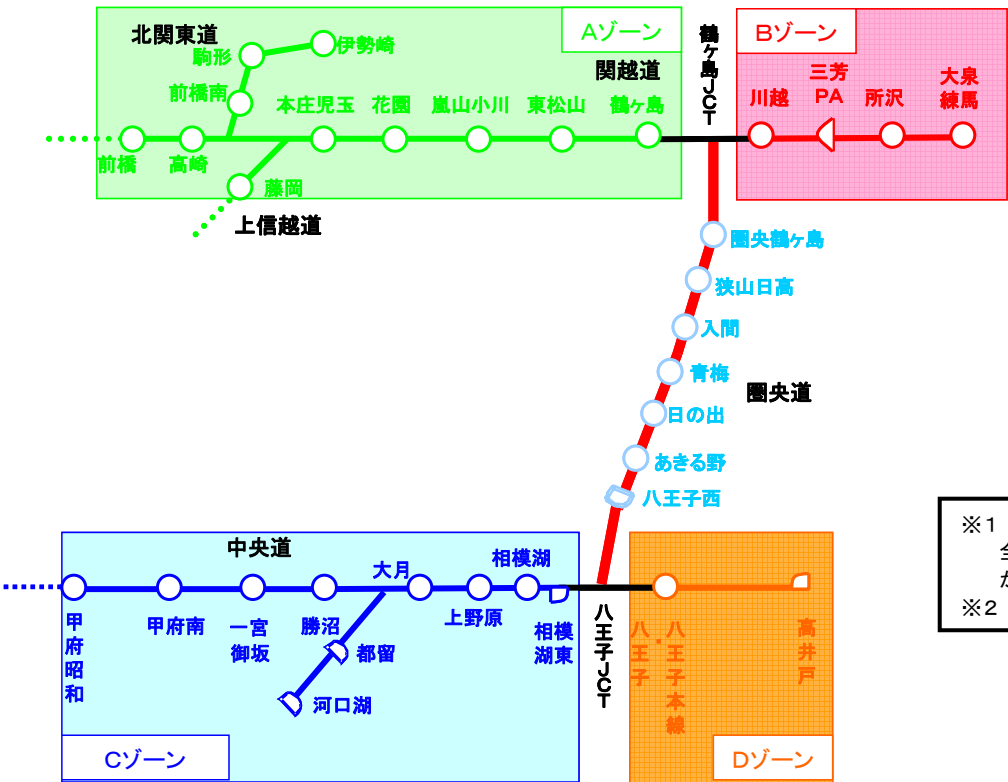 北関東道
Aゾーン
駒形
伊勢崎
前橋南
関越道
本庄児玉
花園
嵐山小川
東松山
鶴ヶ島
前橋
高崎
藤岡
上信越道
鶴ヶ島JCT
Bゾーン
川越
三芳
PA
所沢
大泉
練馬
圏央鶴ヶ島
狭山日高
入間
青梅
圏央道
日の出
あきる野
八王子西
※1
全
か
※2
中央道
相模湖
大月
上野原
甲府昭和
甲府南
一宮
御坂
勝沼
都留
河口湖
相模
湖東
八王子JCT
八王子・
八王子本線
高井戸
Cゾーン
Dゾーン